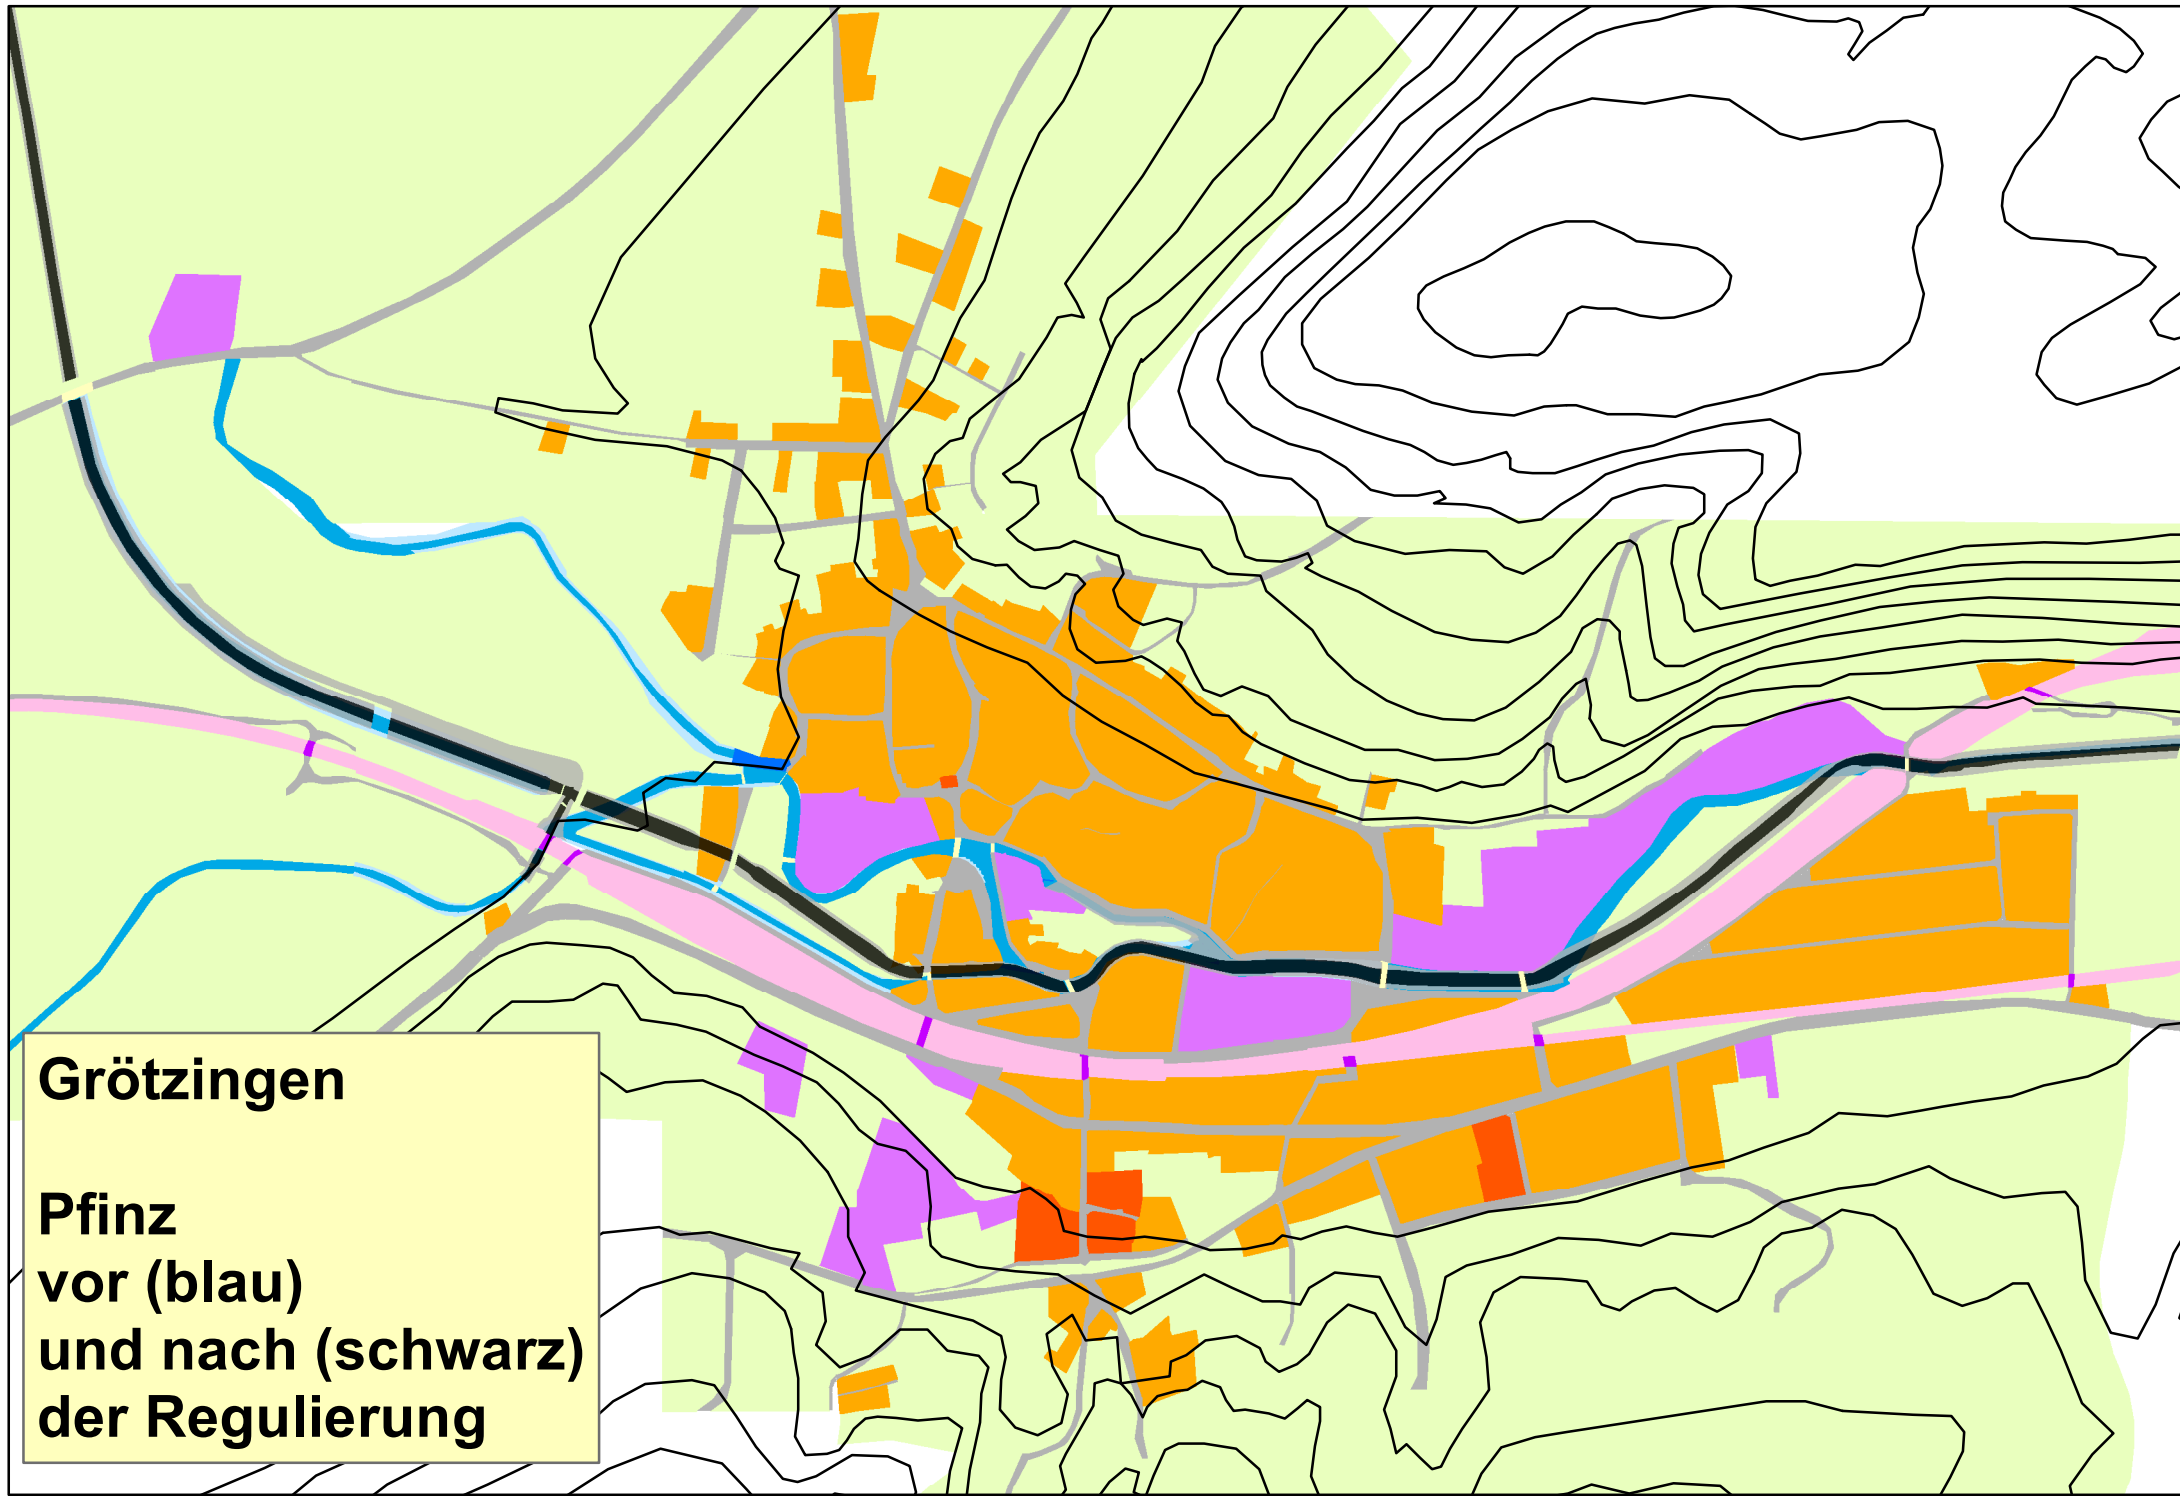 Grötzingen
Pfinz
vor (blau)
und nach (schwarz)
der Regulierung